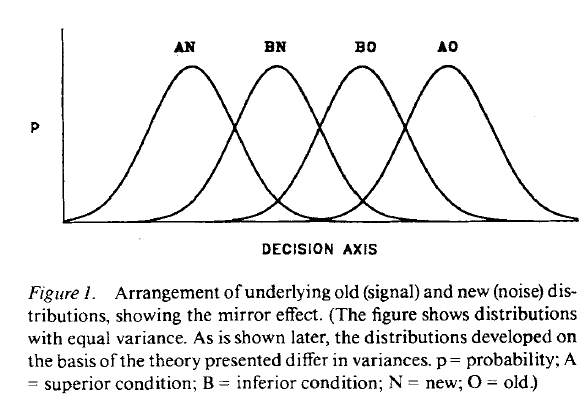 AN BN BO AO
P
DECISION AXIS
Figure 1. Arrangement of underlying old (signal) and new (noise) dis-
tributions, showing the mirror effect. (The figure shows distributions
with equal variance. As is shown later, the distributions developed on
the basis of the theory presented differ in variances. p = probability; A
= superior condition; B = inferior condition; N = new; O = old.)